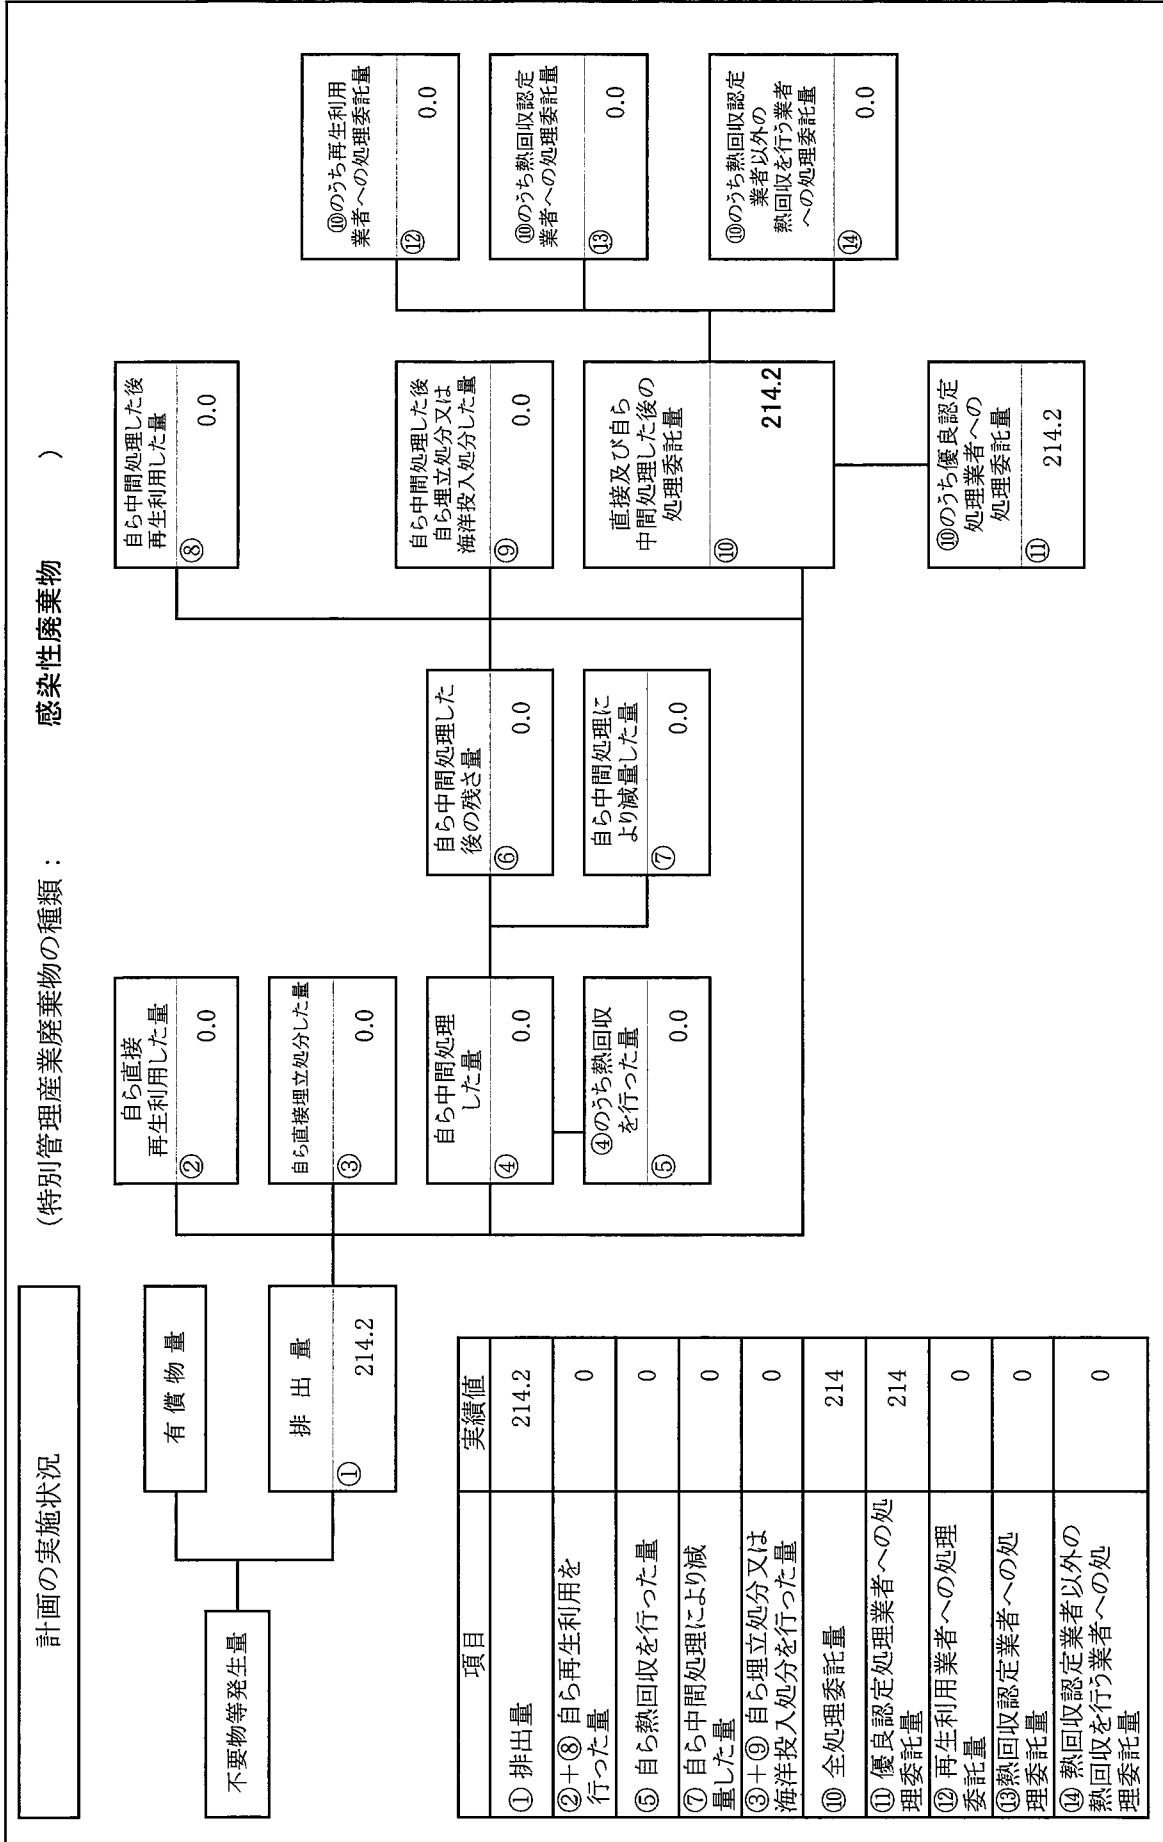 計画の実施状況
（特別管理産業廃棄物の種類： 感染性廃棄物 ）
不要物等発生量
有償物量
排出量
① 214.2
自ら直接
再生利用した量
② 0.0
自ら直接埋立処分した量
③ 0.0
自ら中間処理
した量
④ 0.0
④のうち熱回収
を行った量
⑤ 0.0
自ら中間処理した
後の残さ量
⑥ 0.0
自ら中間処理に
より減量した量
⑦ 0.0
自ら中間処理した後
再生利用した量
⑧ 0.0
自ら中間処理した後
自ら埋立処分又は
海洋投入処分した量
⑨ 0.0
直接及び自ら
中間処理した後の
処理委託量
⑩ 214.2
⑩のうち優良認定
処理業者への
処理委託量
⑪ 214.2
⑩のうち再生利用
業者への処理委託量
⑫ 0.0
⑩のうち熱回収認定
業者への処理委託量
⑬ 0.0
⑩のうち熱回収認定
業者以外の
熱回収を行う業者
への処理委託量
⑭ 0.0
項目 実績値
① 排出量 214.2
②＋⑧ 自ら再生利用を
行った量 0
⑤ 自ら熱回収を行った量 0
⑦ 自ら中間処理により減
量した量 0
③＋⑨ 自ら埋立処分又は
海洋投入処分を行った量 0
⑩ 全処理委託量 214
⑪ 優良認定処理業者への処
理委託量 214
⑫ 再生利用業者への処理
委託量 0
⑬熱回収認定業者への処
理委託量 0
⑭ 熱回収認定業者以外の
熱回収を行う業者への処
理委託量 0